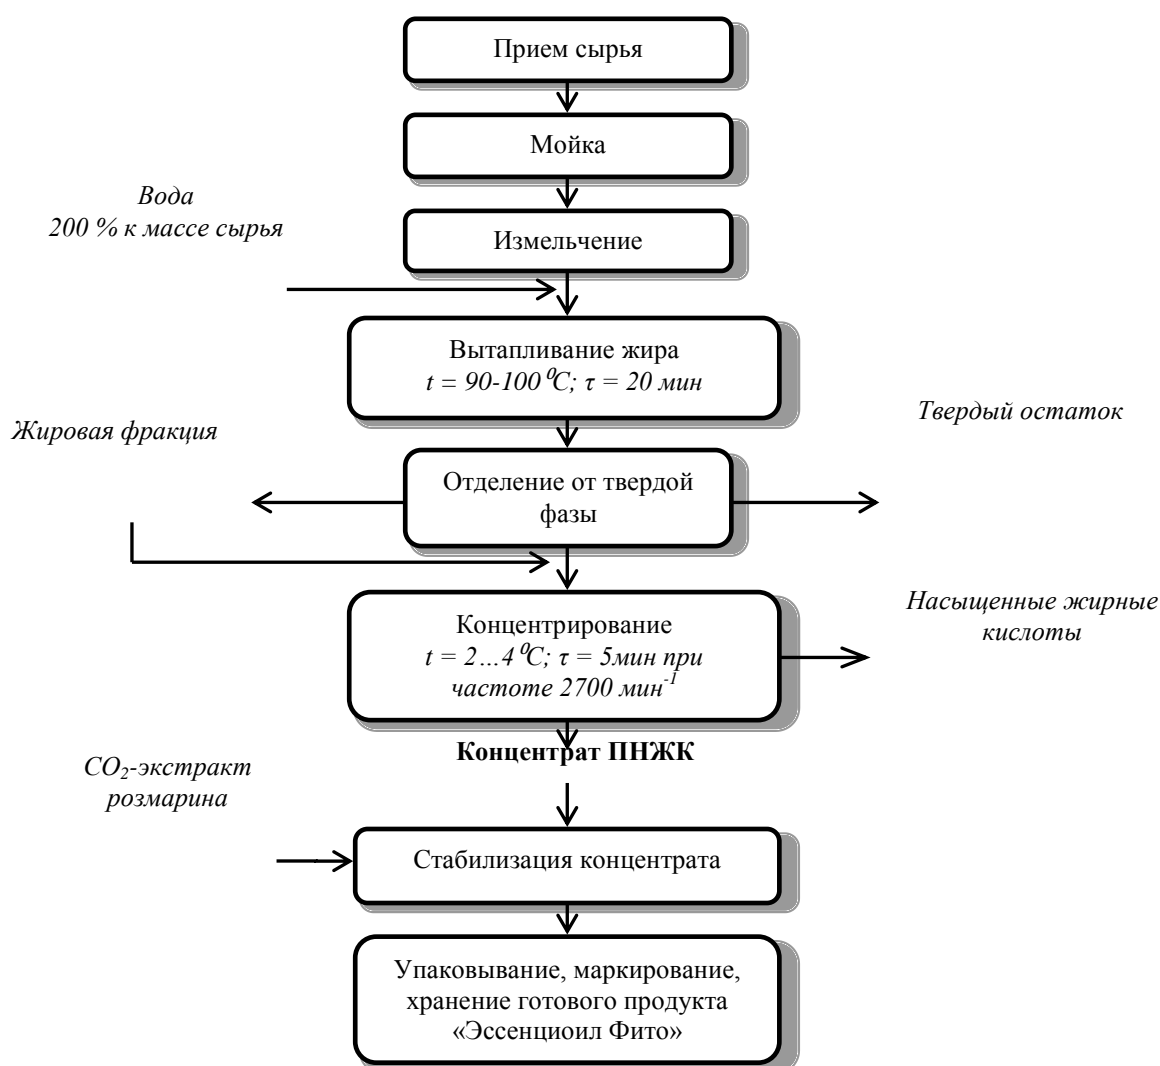 Прием сырья
Мойка
Вода
200 % к массе сырья
Измельчение
Вытапливание жира
t = 90-100 ⁰C; τ = 20 мин
Твердый остаток
Жировая фракция
Отделение от твердой
фазы
Насыщенные жирные
кислоты
Концентрирование
t = 2…4 ⁰C; τ = 5мин при
частоте 2700 мин⁻¹
Концентрат ПНЖК
CO₂-экстракт
розмарина
Стабилизация концентрата
Упаковывание, маркирование,
хранение готового продукта
«Эссенциоил Фито»